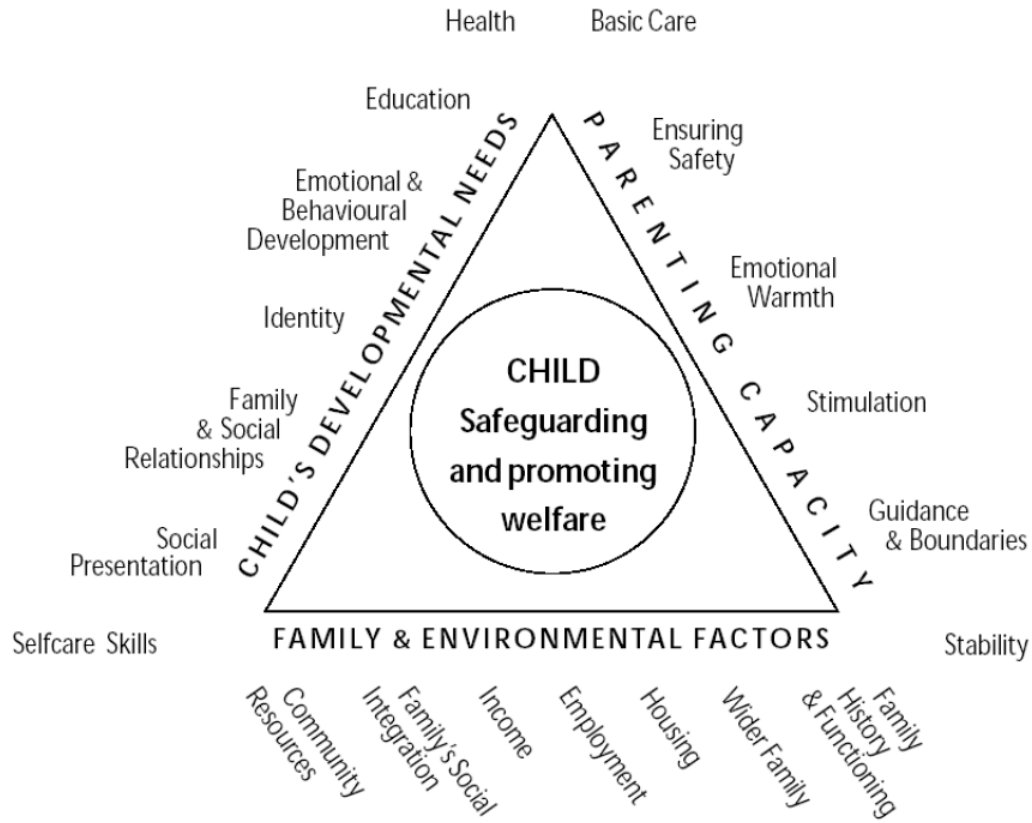 Health
Basic Care
Education
Ensuring
Safety
Emotional &
Behavioural
Development
Emotional
Warmth
Identity
Family
& Social
Relationships
Stimulation
Social
Presentation
Guidance
& Boundaries
Selfcare Skills
Stability
CHILD'S DEVELOPMENTAL NEEDS
PARENTING CAPACITY
CHILD
Safeguarding
and promoting
welfare
FAMILY & ENVIRONMENTAL FACTORS
Community
Resources
Family's Social
Integration
Income
Employment
Housing
Wider Family
Family
History
& Functioning